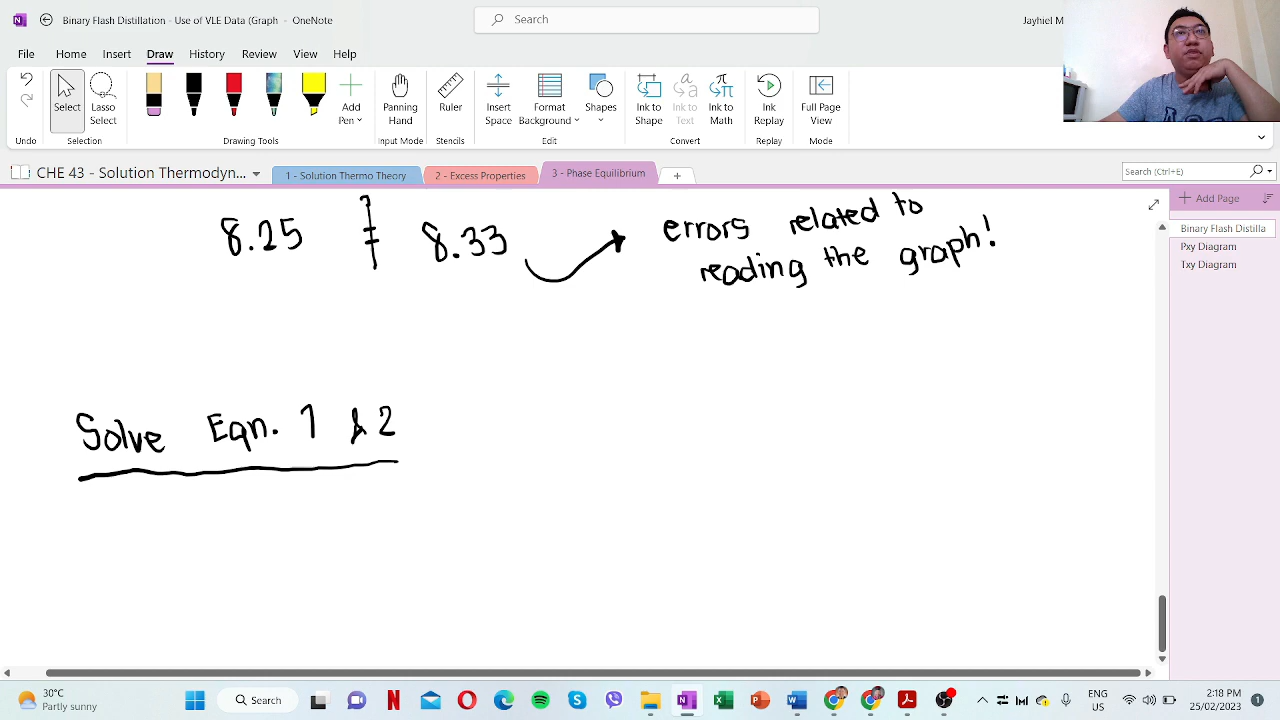 Binary Flash Distillation - Use of VLE Data (Graph - OneNote
Search
Jayhiel M
File Home Insert Draw History Review View Help
Select
Lasso Select
Add Pen
Panning Hand
Ruler
Insert Space
Format Background
Shapes
Ink to Shape
Ink to Text
Ink to Math
Ink Replay
Full Page View
Undo
Drawing Tools
Input Mode
Stencils
Edit
Convert
Replay
Mode
CHE 43 - Solution Thermodyn...
1 - Solution Thermo Theory
2 - Excess Properties
3 - Phase Equilibrium
Search (Ctrl+E)
Add Page
Binary Flash Distilla
Pxy Diagram
Txy Diagram
8.25 ≠ 8.33 errors related to
reading the graph!
Solve Eqn. 1 & 2
30°C
Partly sunny
Search
ENG
US
2:18 PM
25/02/2023
1